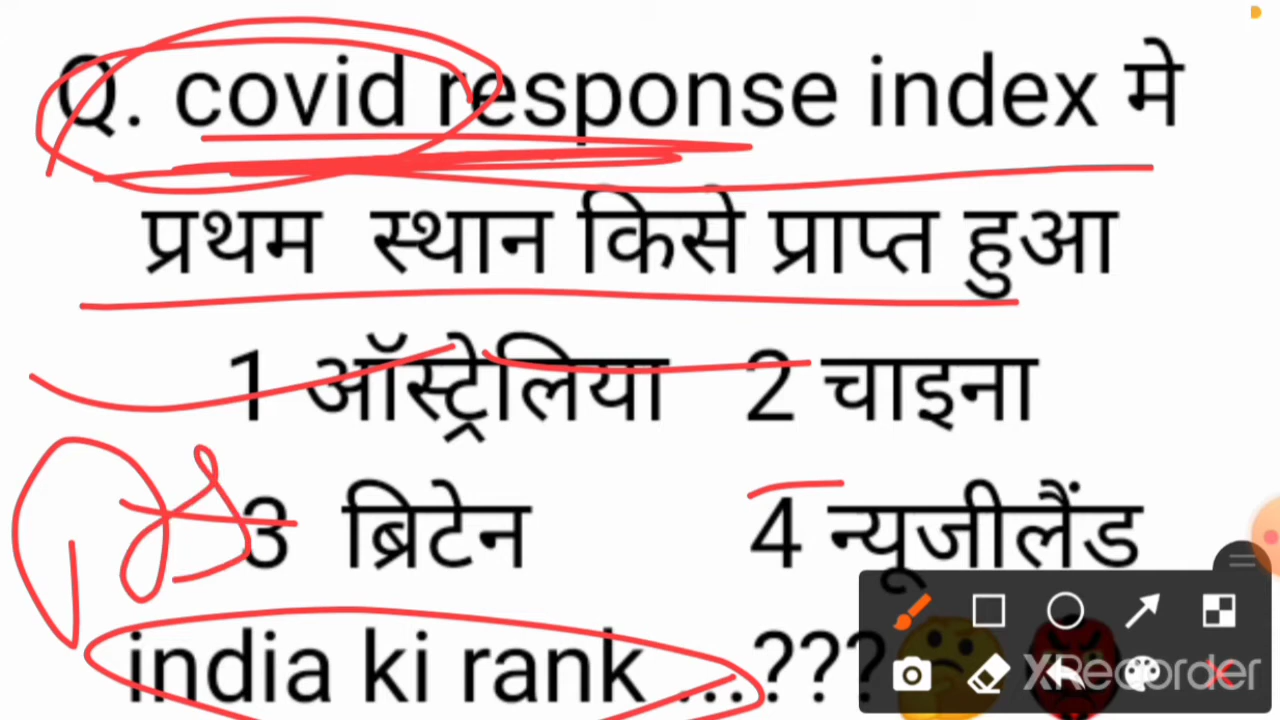 Q. covid response index मे
प्रथम स्थान किसे प्राप्त हुआ
1 ऑस्ट्रेलिया 2 चाइना
3 ब्रिटेन 4 न्यूजीलैंड
india ki rank ...???
XRecorder